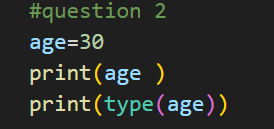 #question 2
age=30
print(age )
print(type(age))